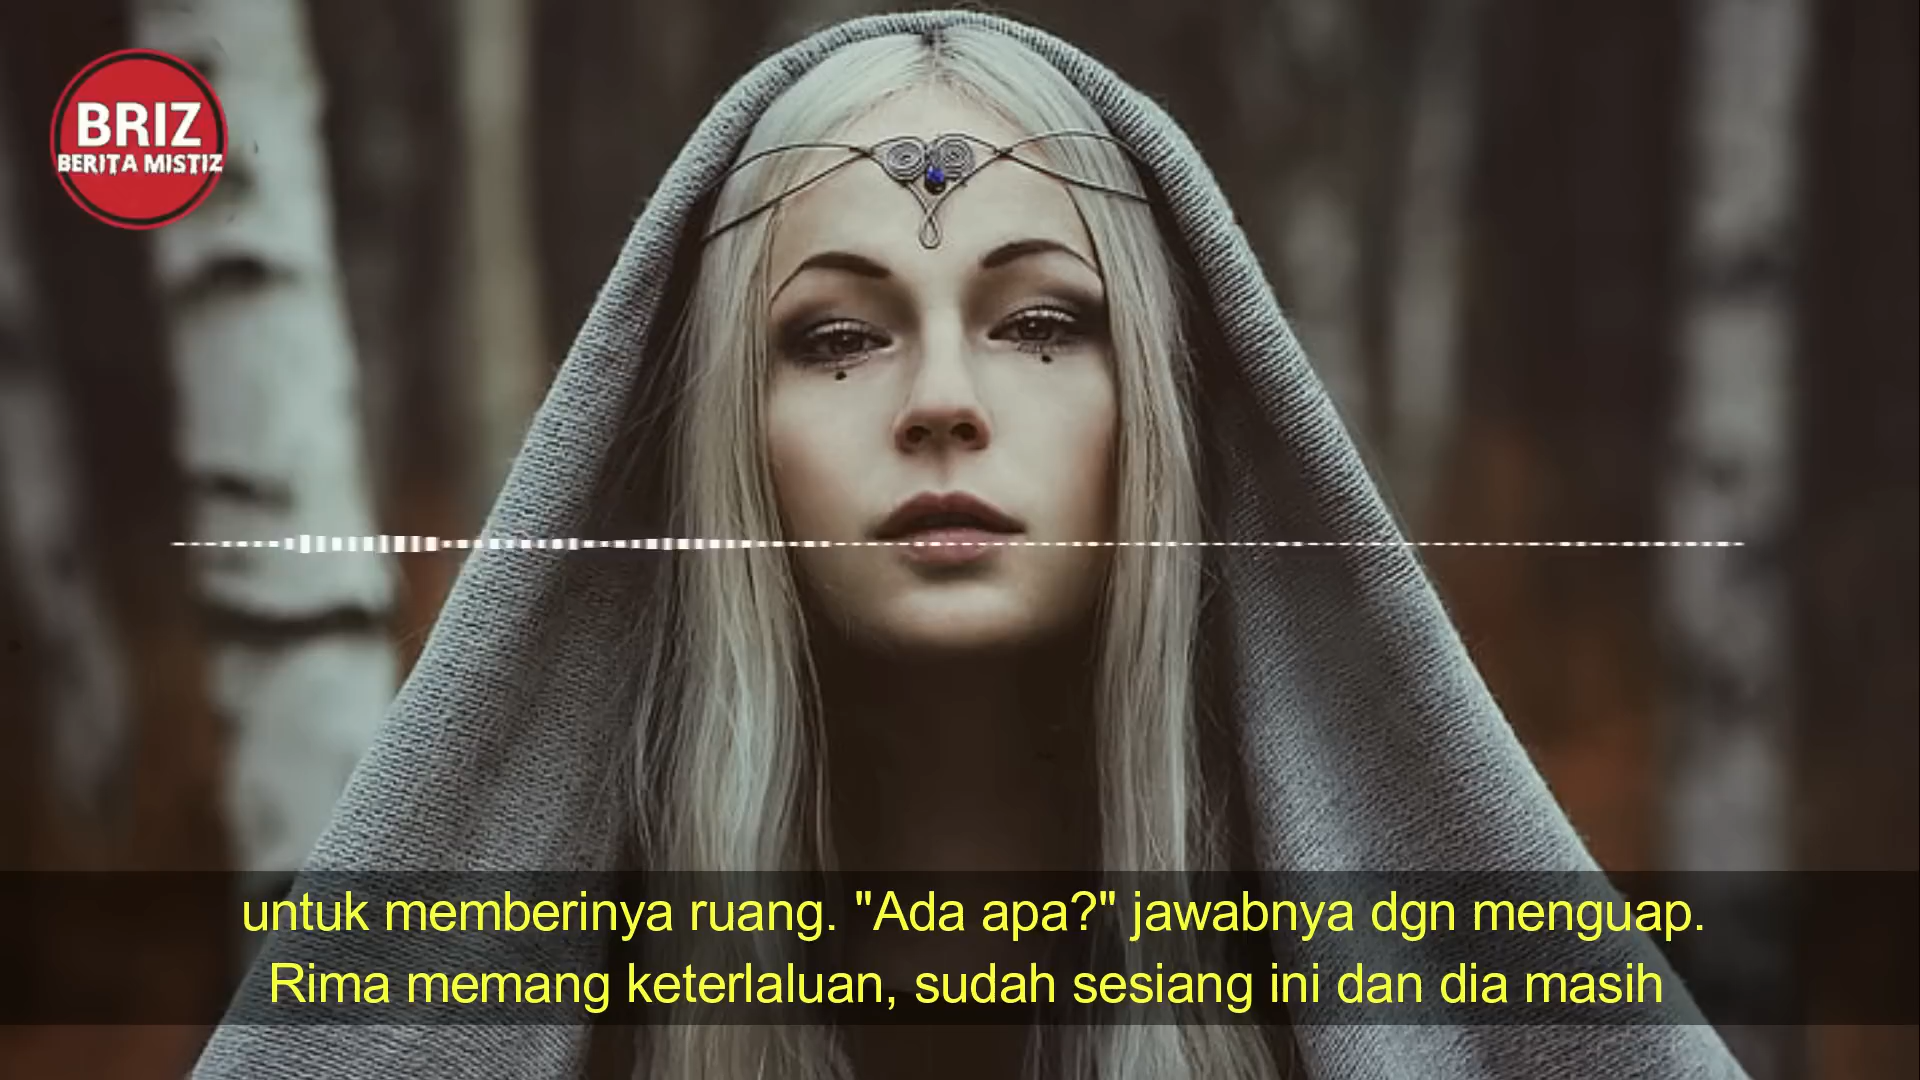 BRIZ
BERITA MISTIZ
untuk memberinya ruang. "Ada apa?" jawabnya dgn menguap.
Rima memang keterlaluan, sudah sesiang ini dan dia masih